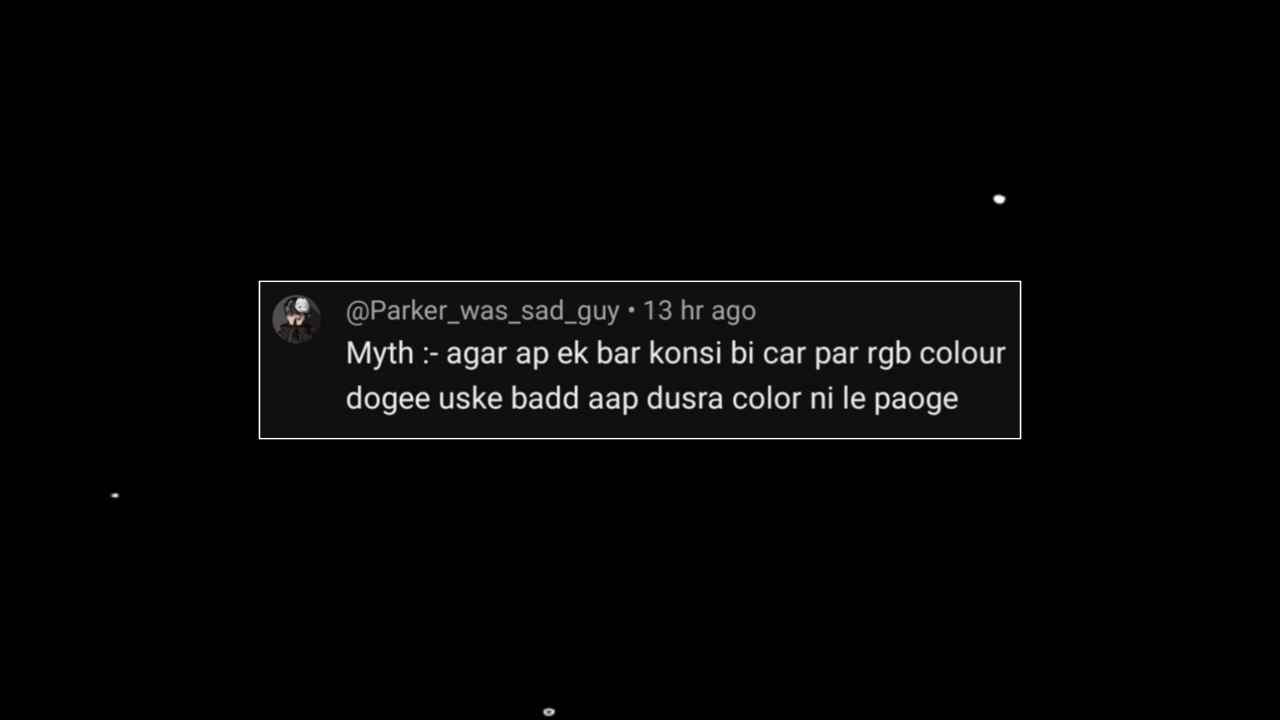 @Parker_was_sad_guy • 13 hr ago
Myth :- agar ap ek bar konsi bi car par rgb colour
dogee uske badd aap dusra color ni le paoge